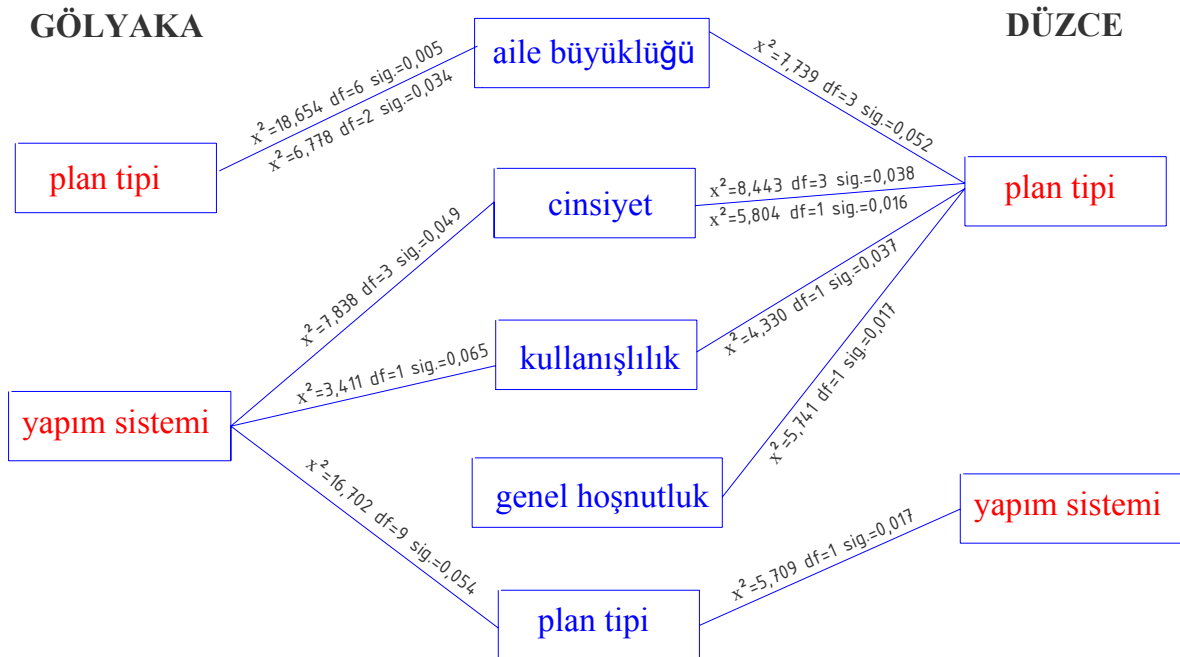 GÖLYAKA
DÜZCE
aile büyüklüğü
x²=18,654 df=6 sig.=0,005
x²=6,778 df=2 sig.=0,034
x²=7,739 df=3 sig.=0,052
plan tipi
cinsiyet
x²=8,443 df=3 sig.=0,038
x²=5,804 df=1 sig.=0,016
plan tipi
x²=7,838 df=3 sig.=0,049
x²=4,330 df=1 sig.=0,037
kullanışlılık
x²=3,411 df=1 sig.=0,065
x²=5,741 df=1 sig.=0,017
yapım sistemi
genel hoşnutluk
yapım sistemi
x²=16,702 df=9 sig.=0,054
x²=5,709 df=1 sig.=0,017
plan tipi